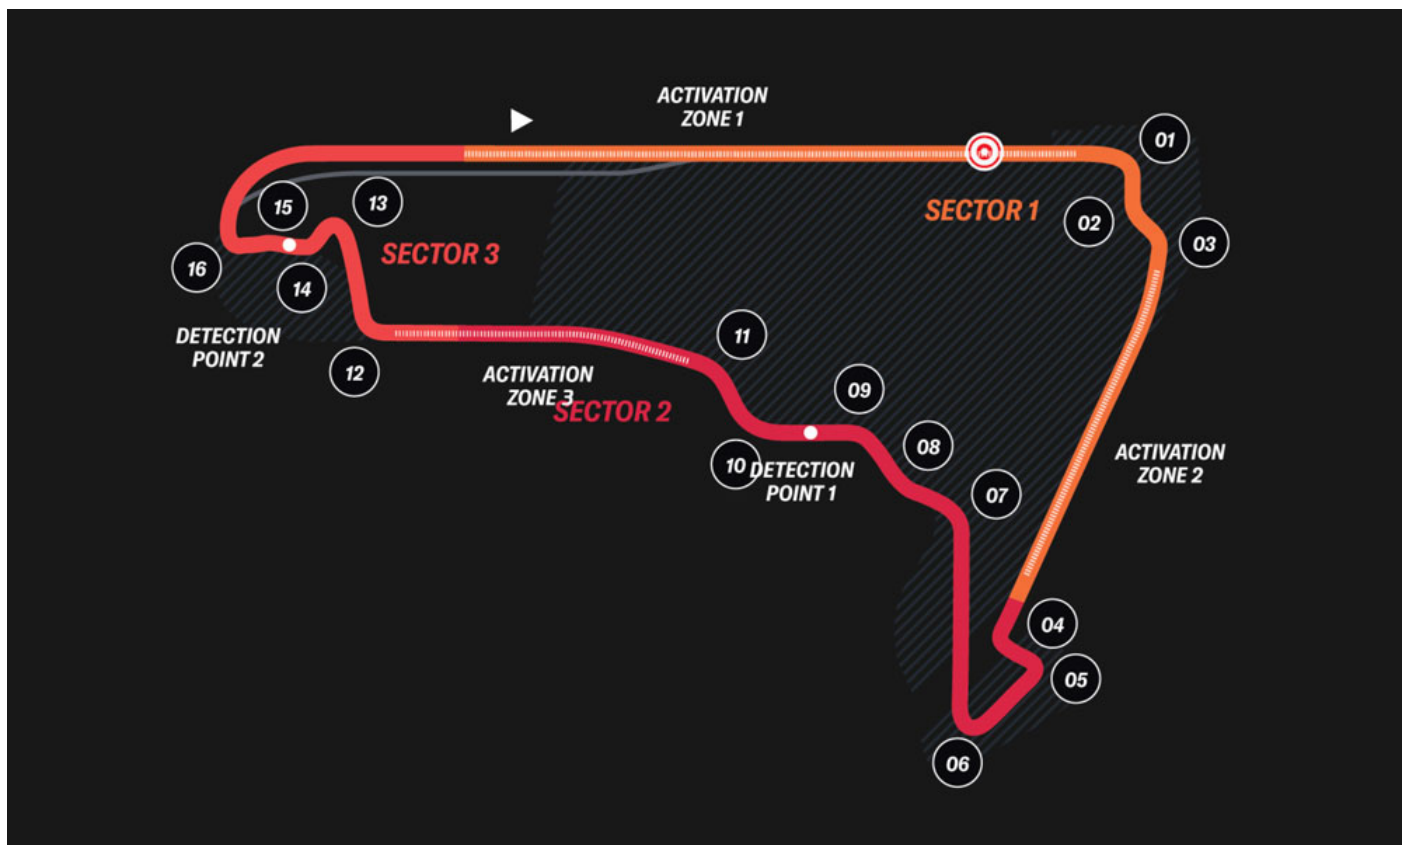 ACTIVATION
ZONE 1
01
15
13
SECTOR 1
02
03
SECTOR 3
16
14
DETECTION
POINT 2
12
11
ACTIVATION
ZONE 3
SECTOR 2
09
08
10
DETECTION
POINT 1
ACTIVATION
ZONE 2
07
04
05
06